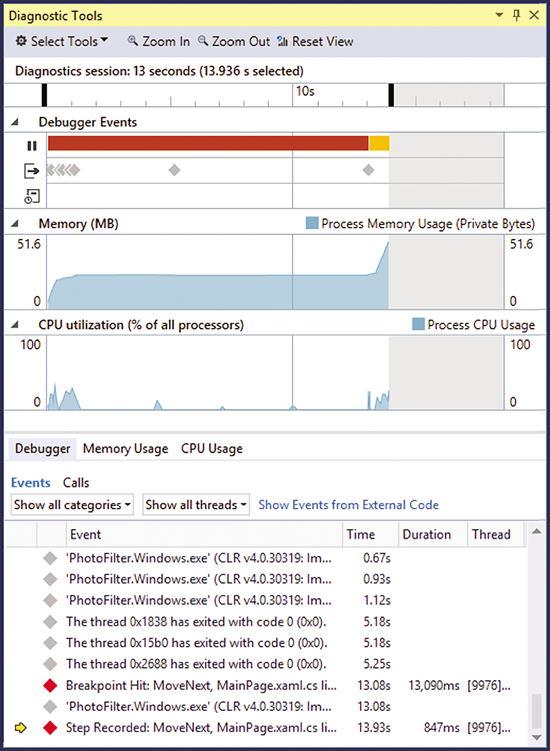 Diagnostic Tools
Select Tools Zoom In Zoom Out Reset View
Diagnostics session: 13 seconds (13.936 s selected)
10s
Debugger Events
Memory (MB) Process Memory Usage (Private Bytes)
51.6 51.6
0 0
CPU utilization (% of all processors) Process CPU Usage
100 100
0 0
Debugger Memory Usage CPU Usage
Events Calls
Show all categories Show all threads Show Events from External Code
Event Time Duration Thread
'PhotoFilter.Windows.exe' (CLR v4.0.30319: Im... 0.67s
'PhotoFilter.Windows.exe' (CLR v4.0.30319: Im... 0.93s
'PhotoFilter.Windows.exe' (CLR v4.0.30319: Im... 1.12s
The thread 0x1838 has exited with code 0 (0x0). 5.18s
The thread 0x15b0 has exited with code 0 (0x0). 5.18s
The thread 0x2688 has exited with code 0 (0x0). 5.25s
Breakpoint Hit: MoveNext, MainPage.xaml.cs li... 13.08s 13,090ms [9976]...
'PhotoFilter.Windows.exe' (CLR v4.0.30319: Im... 13.08s
Step Recorded: MoveNext, MainPage.xaml.cs li... 13.93s 847ms [9976]...